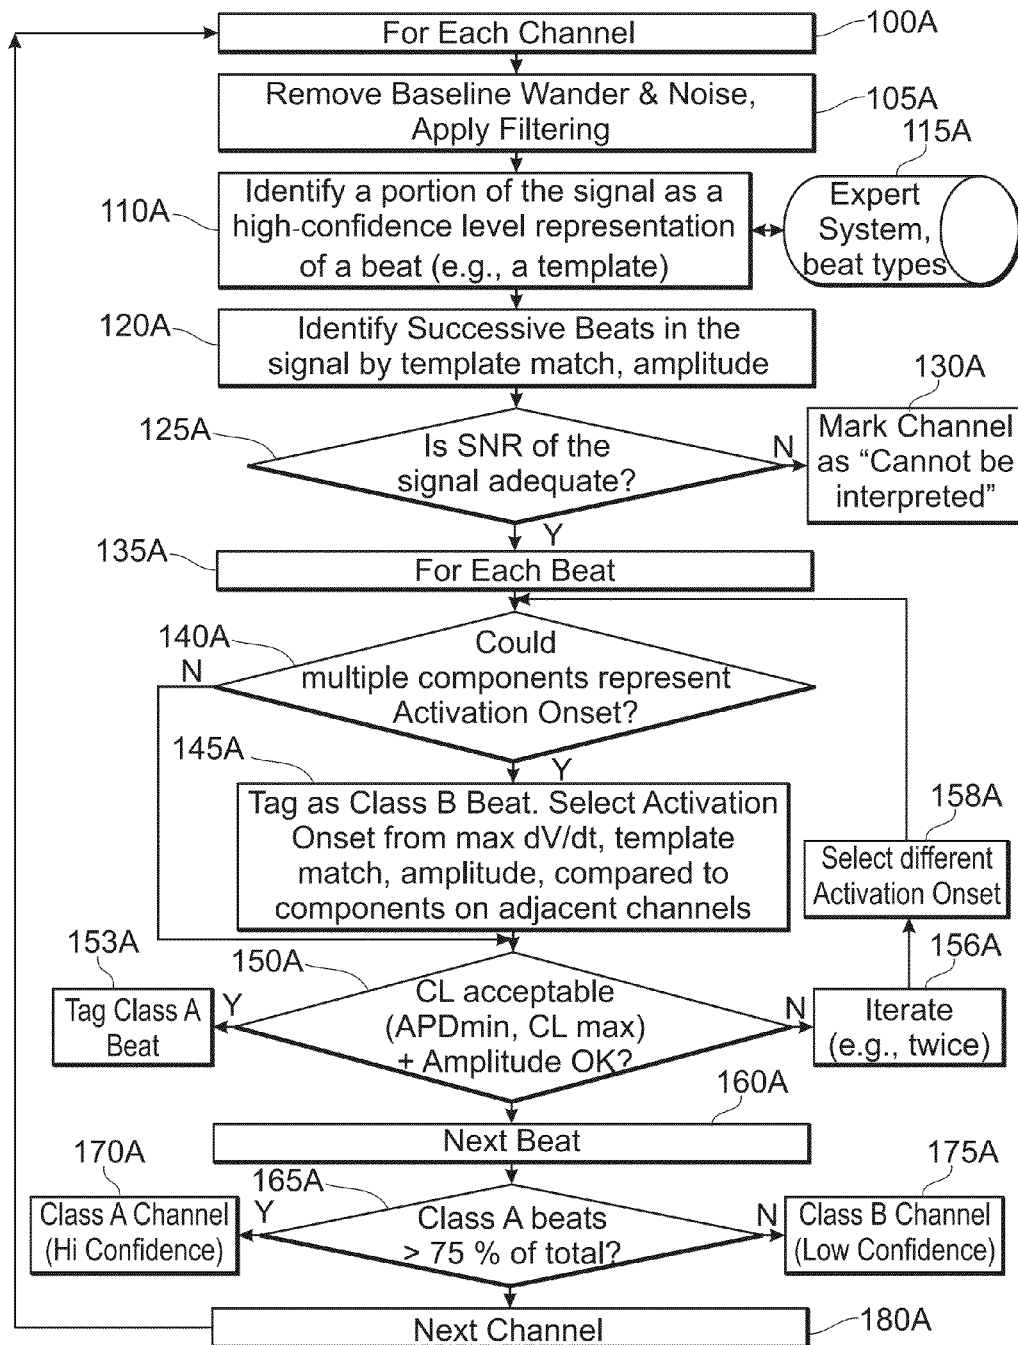 For Each Channel
100A
Remove Baseline Wander & Noise,
Apply Filtering
105A
115A
110A
Identify a portion of the signal as a
high-confidence level representation
of a beat (e.g., a template)
Expert
System,
beat types
120A
Identify Successive Beats in the
signal by template match, amplitude
130A
125A
Is SNR of the
signal adequate?
N
Mark Channel
as “Cannot be
interpreted”
Y
135A
For Each Beat
140A
N
Could
multiple components represent
Activation Onset?
145A
Y
Tag as Class B Beat. Select Activation
Onset from max dV/dt, template
match, amplitude, compared to
components on adjacent channels
158A
Select different
Activation Onset
153A
150A
156A
Tag Class A
Beat
Y
CL acceptable
(APDmin, CL max)
+ Amplitude OK?
N
Iterate
(e.g., twice)
160A
Next Beat
170A
165A
175A
Class A Channel
(Hi Confidence)
Y
Class A beats
> 75 % of total?
N
Class B Channel
(Low Confidence)
Next Channel
180A